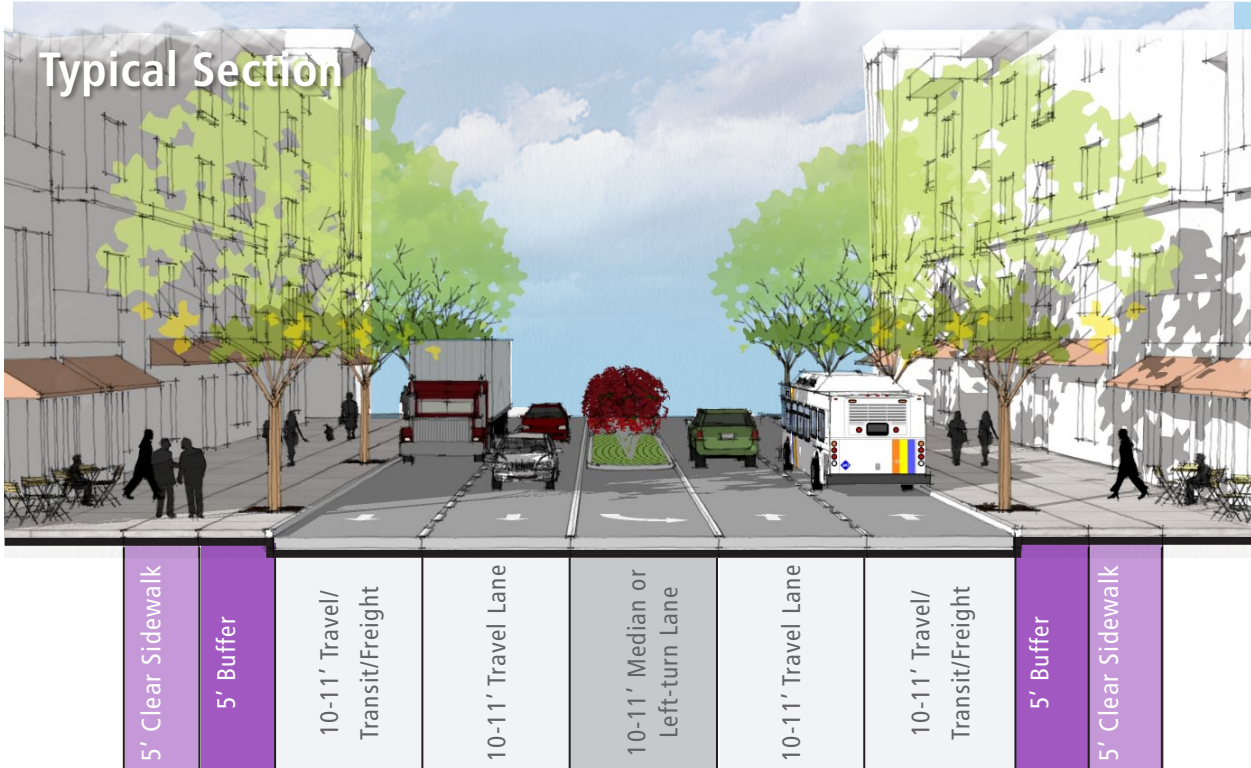 Typical Section
5’ Clear Sidewalk
5’ Buffer
10-11’ Travel/
Transit/Freight
10-11’ Travel Lane
10-11’ Median or
Left-turn Lane
10-11’ Travel Lane
10-11’ Travel/
Transit/Freight
5’ Buffer
5’ Clear Sidewalk